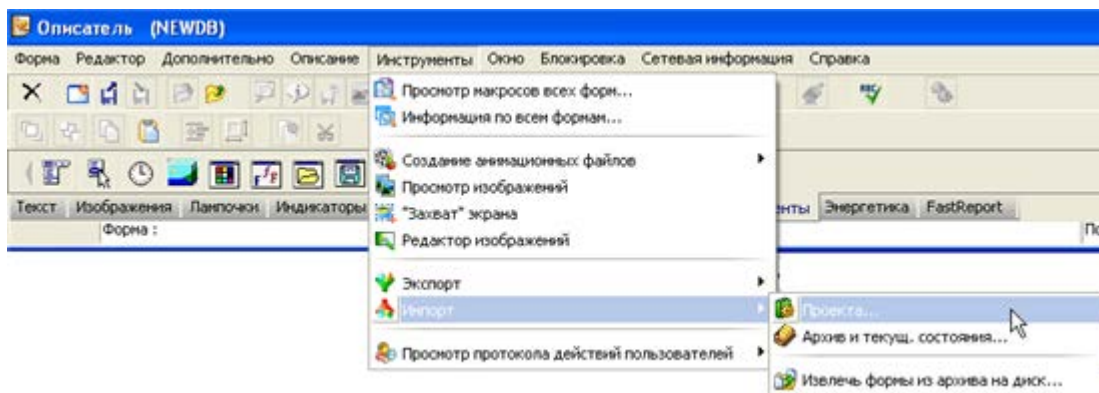 Описатель (NEWDB)
Форма Редактор Дополнительно Описание Инструменты Окно Блокировка Сетевая информация Справка
Просмотр макросов всех форм...
Информация по всем формам...
Создание анимационных файлов
Просмотр изображений
"Захват" экрана
Редактор изображений
Текст Изображения Лампочки Индикаторы Энергетика FastReport
Форма :
Экспорт
Импорт
Проекта...
Архив и текущ. состояния...
Просмотр протокола действий пользователей
Извлечь формы из архива на диск...